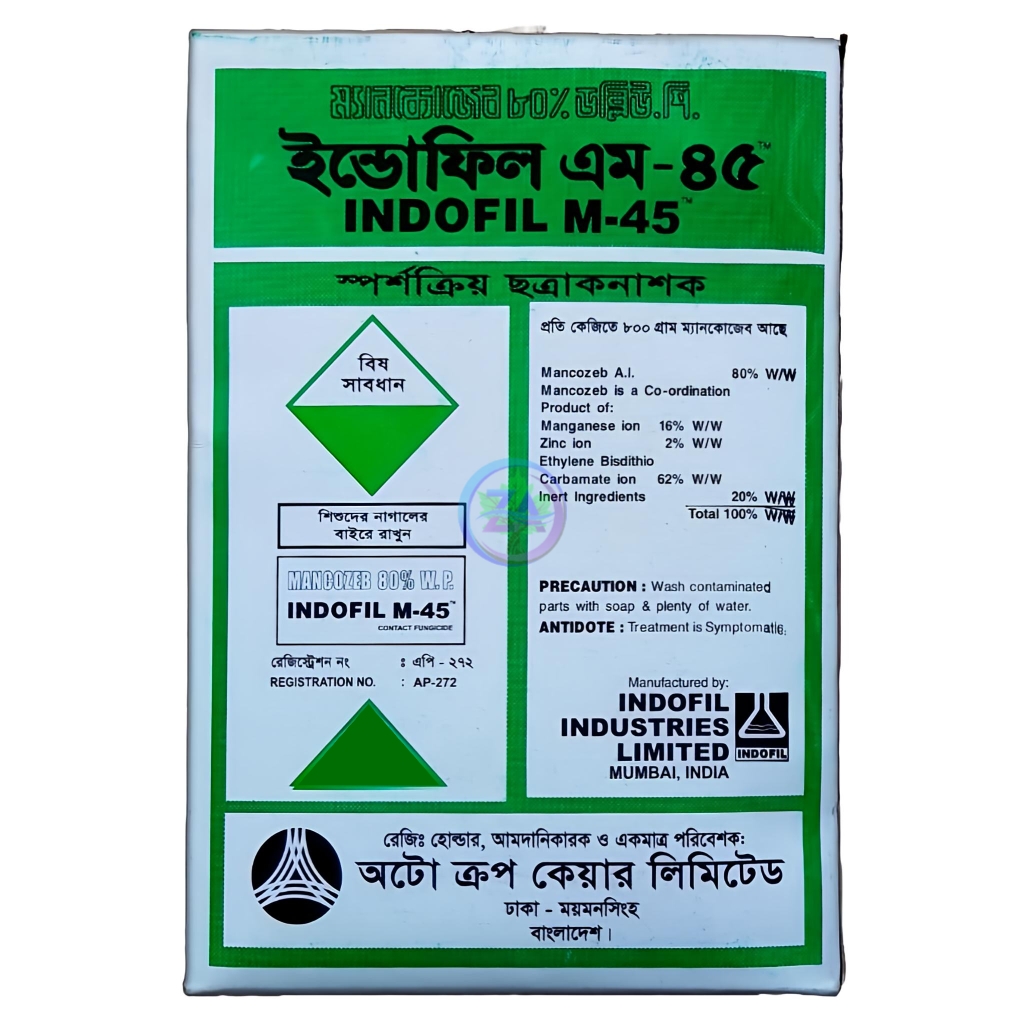 ম্যানকোজেব ৮০% ডব্লিউ.পি.
ইন্ডোফিল এম-৪৫™
INDOFIL M-45™
স্পর্শক্রিয় ছত্রাকনাশক
বিষ
সাবধান
শিশুদের নাগালের
বাইরে রাখুন
MANCOZEB 80% W.P.
INDOFIL M-45™
CONTACT FUNGICIDE
রেজিস্ট্রেশন নং : এপি - ২৭২
REGISTRATION NO. : AP-272
প্রতি কেজিতে ৮০০ গ্রাম ম্যানকোজেব আছে
Mancozeb A.I. 80% W/W
Mancozeb is a Co-ordination
Product of:
Manganese ion 16% W/W
Zinc ion 2% W/W
Ethylene Bisdithio
Carbamate ion 62% W/W
Inert Ingredients 20% W/W
Total 100% W/W
PRECAUTION : Wash contaminated
parts with soap & plenty of water.
ANTIDOTE : Treatment is Symptomatic.
Manufactured by:
INDOFIL
INDUSTRIES
LIMITED
MUMBAI, INDIA
INDOFIL
ZA
রেজিঃ হোল্ডার, আমদানিকারক ও একমাত্র পরিবেশক:
অটো ক্রপ কেয়ার লিমিটেড
ঢাকা - ময়মনসিংহ
বাংলাদেশ।